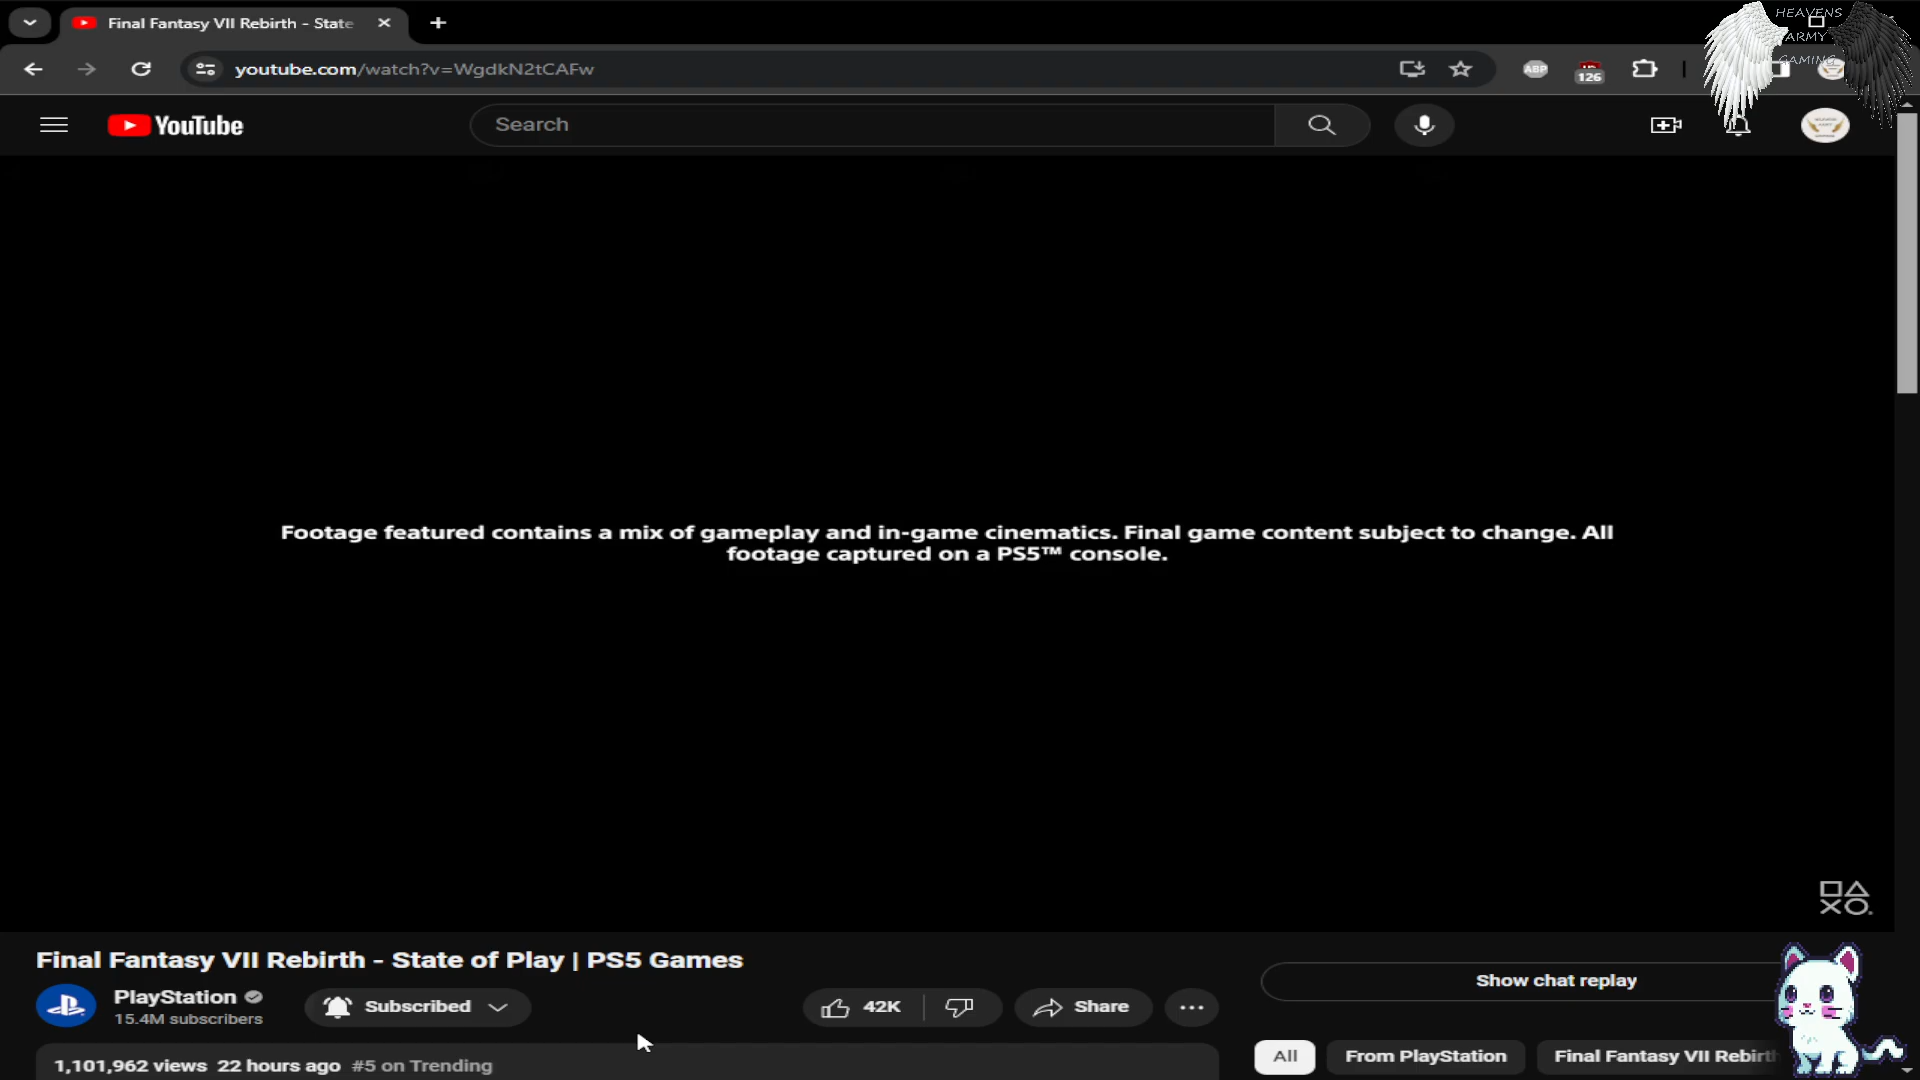 Final Fantasy VII Rebirth - State
youtube.com/watch?v=WgdkN2tCAFw
ABP
126
HEAVENS
ARMY
GAMING
YouTube
Search
Footage featured contains a mix of gameplay and in-game cinematics. Final game content subject to change. All
footage captured on a PS5™ console.
Final Fantasy VII Rebirth - State of Play | PS5 Games
PlayStation
15.4M subscribers
Subscribed
42K
Share
Show chat replay
1,101,962 views 22 hours ago #5 on Trending
All
From PlayStation
Final Fantasy VII Rebirth